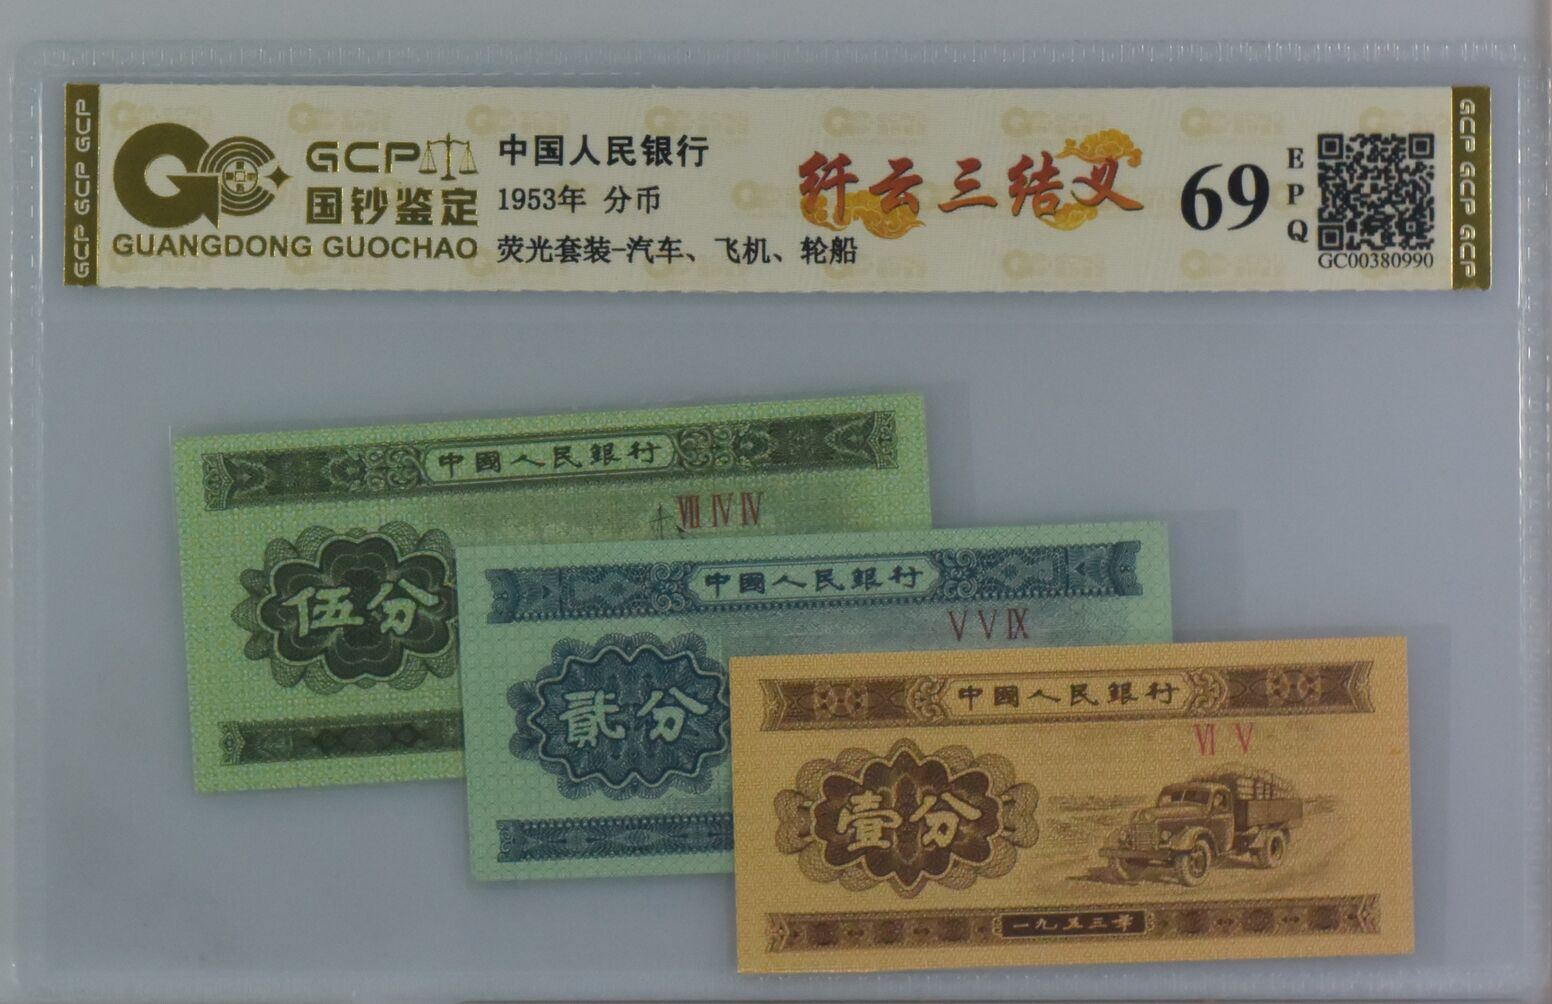 GCP GCP GCP
GCP
国钞鉴定
GUANGDONG GUOCHAO
中国人民银行
1953年 分币
荧光套装-汽车、飞机、轮船
纤云三结义
69
EPQ
GC00380990
GCP GCP GCP
中國人民銀行
VIII IV IV
伍分
中國人民銀行
V V IX
貳分
中國人民銀行
VI V
壹分
一九五三年